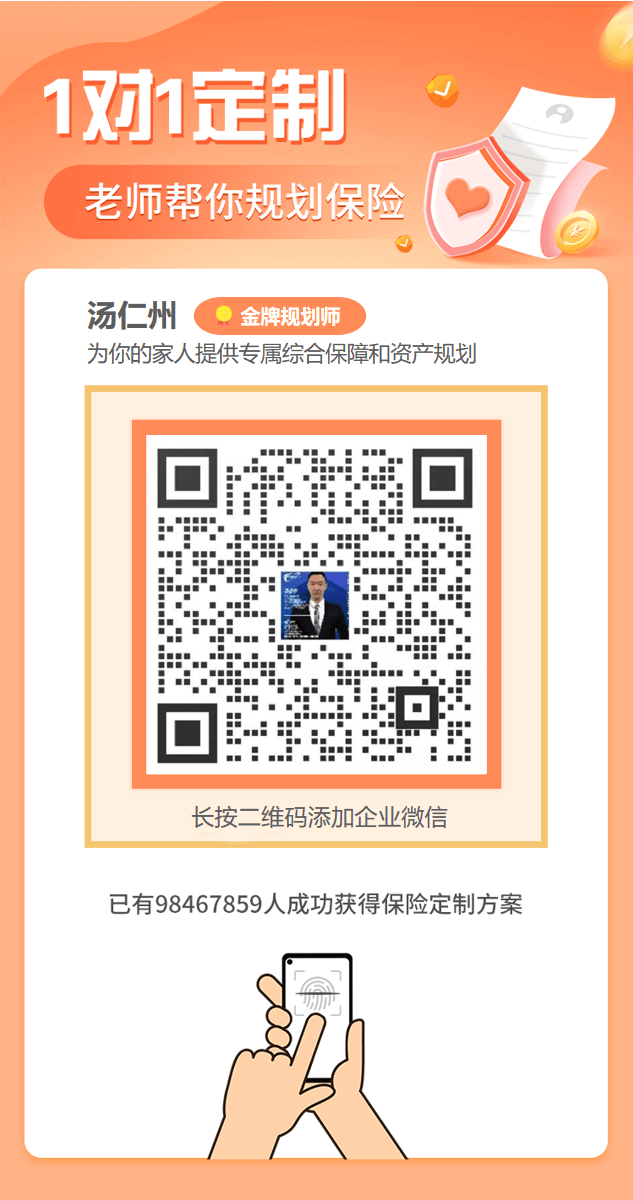 1对1定制
老师帮你规划保险
汤仁州 金牌规划师
为你的家人提供专属综合保障和资产规划
长按二维码添加企业微信
已有98467859人成功获得保险定制方案